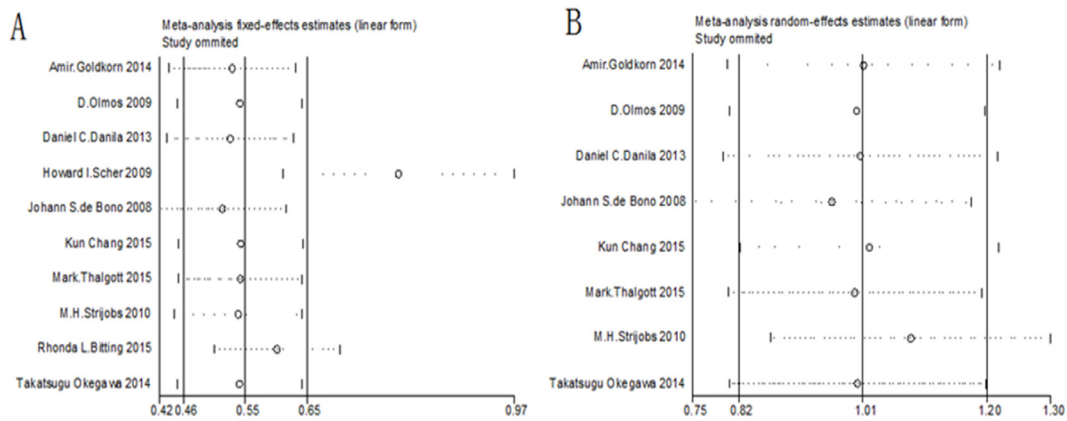 A
Meta-analysis fixed-effects estimates (linear form)
Study ommited
Amir.Goldkorn 2014
D.Olmos 2009
Daniel C.Danila 2013
Howard I.Scher 2009
Johann S.de Bono 2008
Kun Chang 2015
Mark.Thalgott 2015
M.H.Strijobs 2010
Rhonda L.Bitting 2015
Takatsugu Okegawa 2014
0.42 0.46 0.55 0.65 0.97
B
Meta-analysis random-effects estimates (linear form)
Study ommited
Amir.Goldkorn 2014
D.Olmos 2009
Daniel C.Danila 2013
Johann S.de Bono 2008
Kun Chang 2015
Mark.Thalgott 2015
M.H.Strijobs 2010
Takatsugu Okegawa 2014
0.75 0.82 1.01 1.20 1.30